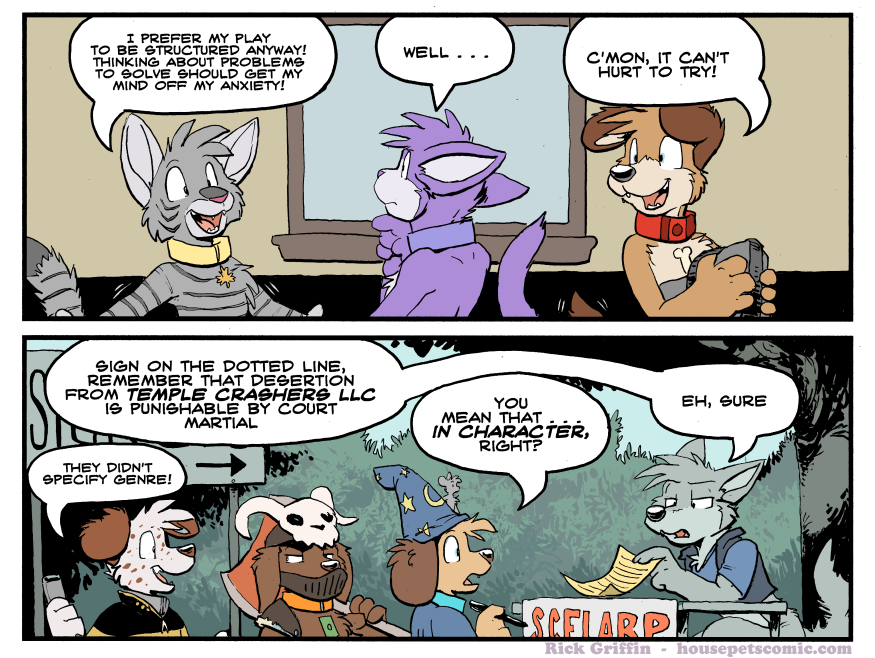 I PREFER MY PLAY
TO BE STRUCTURED ANYWAY!
THINKING ABOUT PROBLEMS
TO SOLVE SHOULD GET MY
MIND OFF MY ANXIETY!
WELL . . .
C'MON, IT CAN'T
HURT TO TRY!
SIGN ON THE DOTTED LINE,
REMEMBER THAT DESERTION
FROM TEMPLE CRASHERS LLC
IS PUNISHABLE BY COURT
MARTIAL
YOU
MEAN THAT . . .
IN CHARACTER,
RIGHT?
EH, SURE
THEY DIDN'T
SPECIFY GENRE!
SCFLARP
Rick Griffin - housepetscomic.com